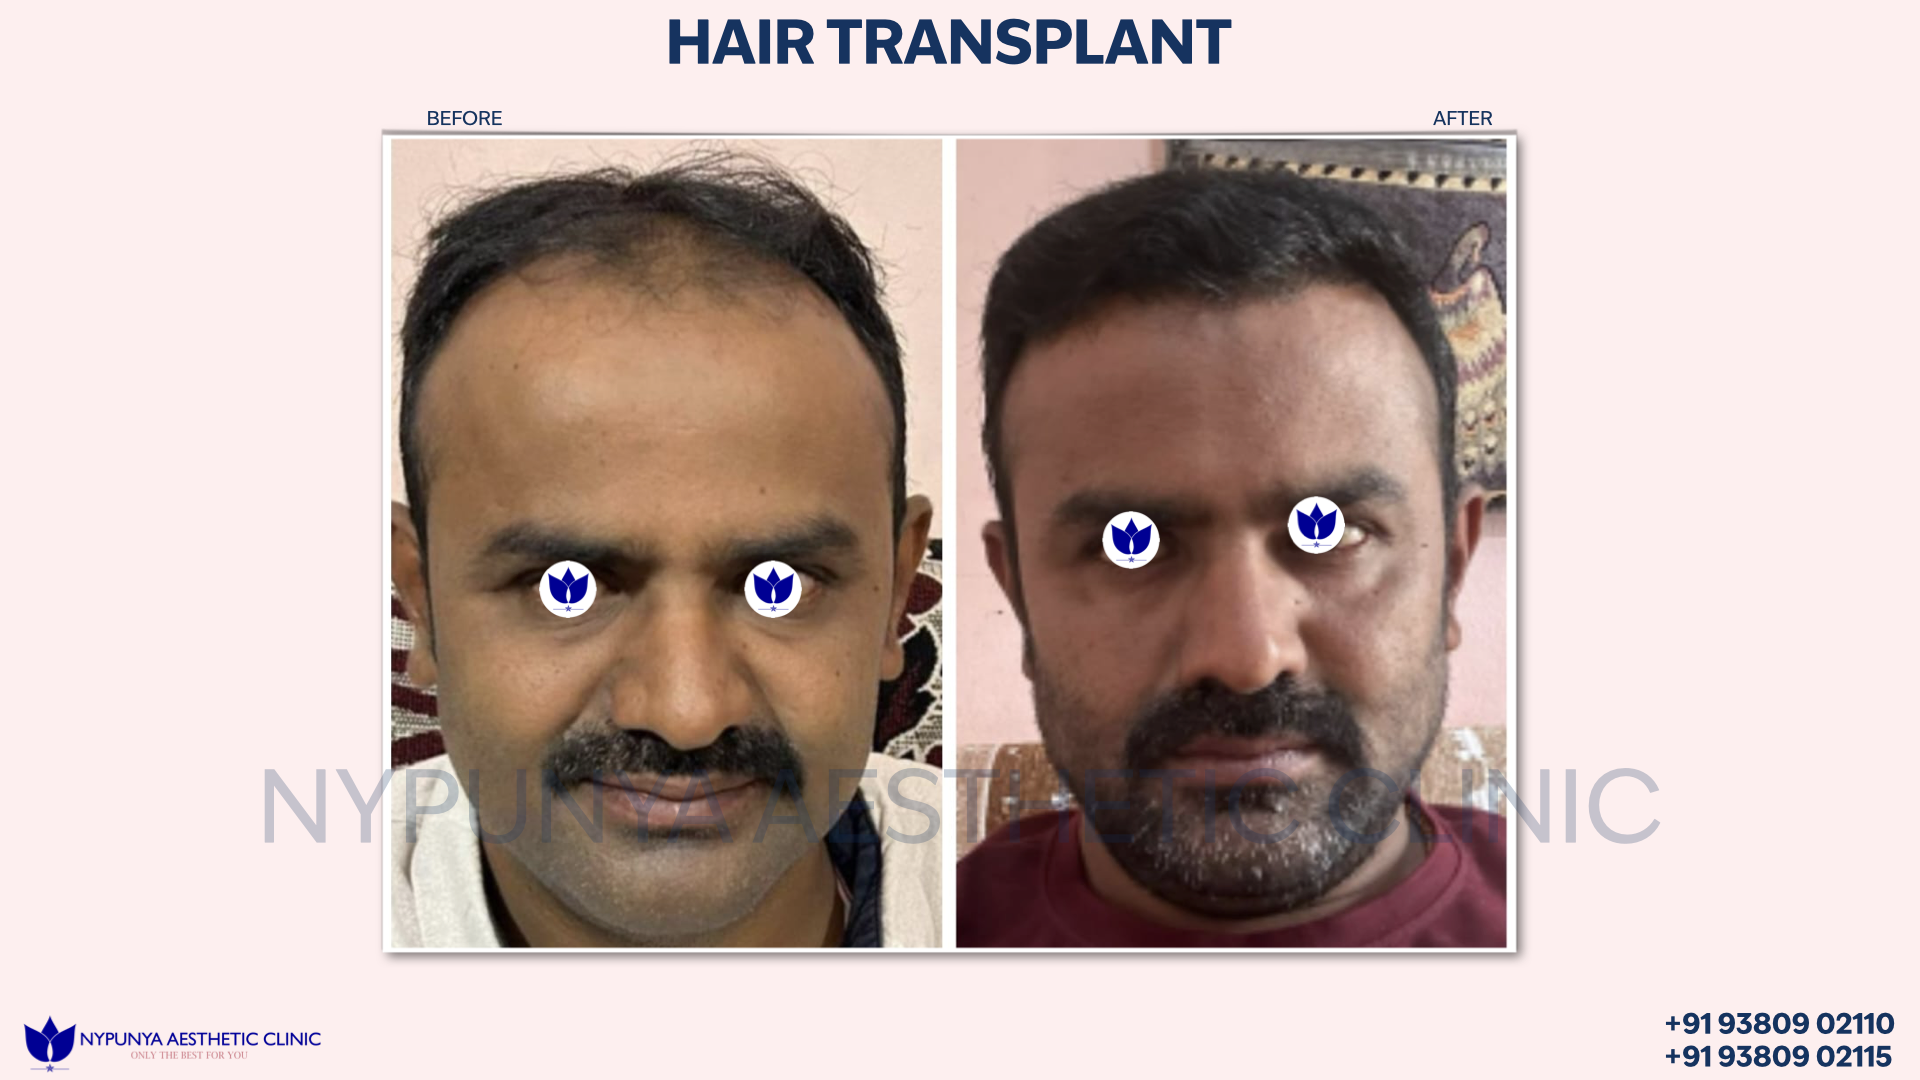 HAIR TRANSPLANT
BEFORE
AFTER
NYPUNYA AESTHETIC CLINIC
NYPUNYA AESTHETIC CLINIC
ONLY THE BEST FOR YOU
+91 93809 02110
+91 93809 02115